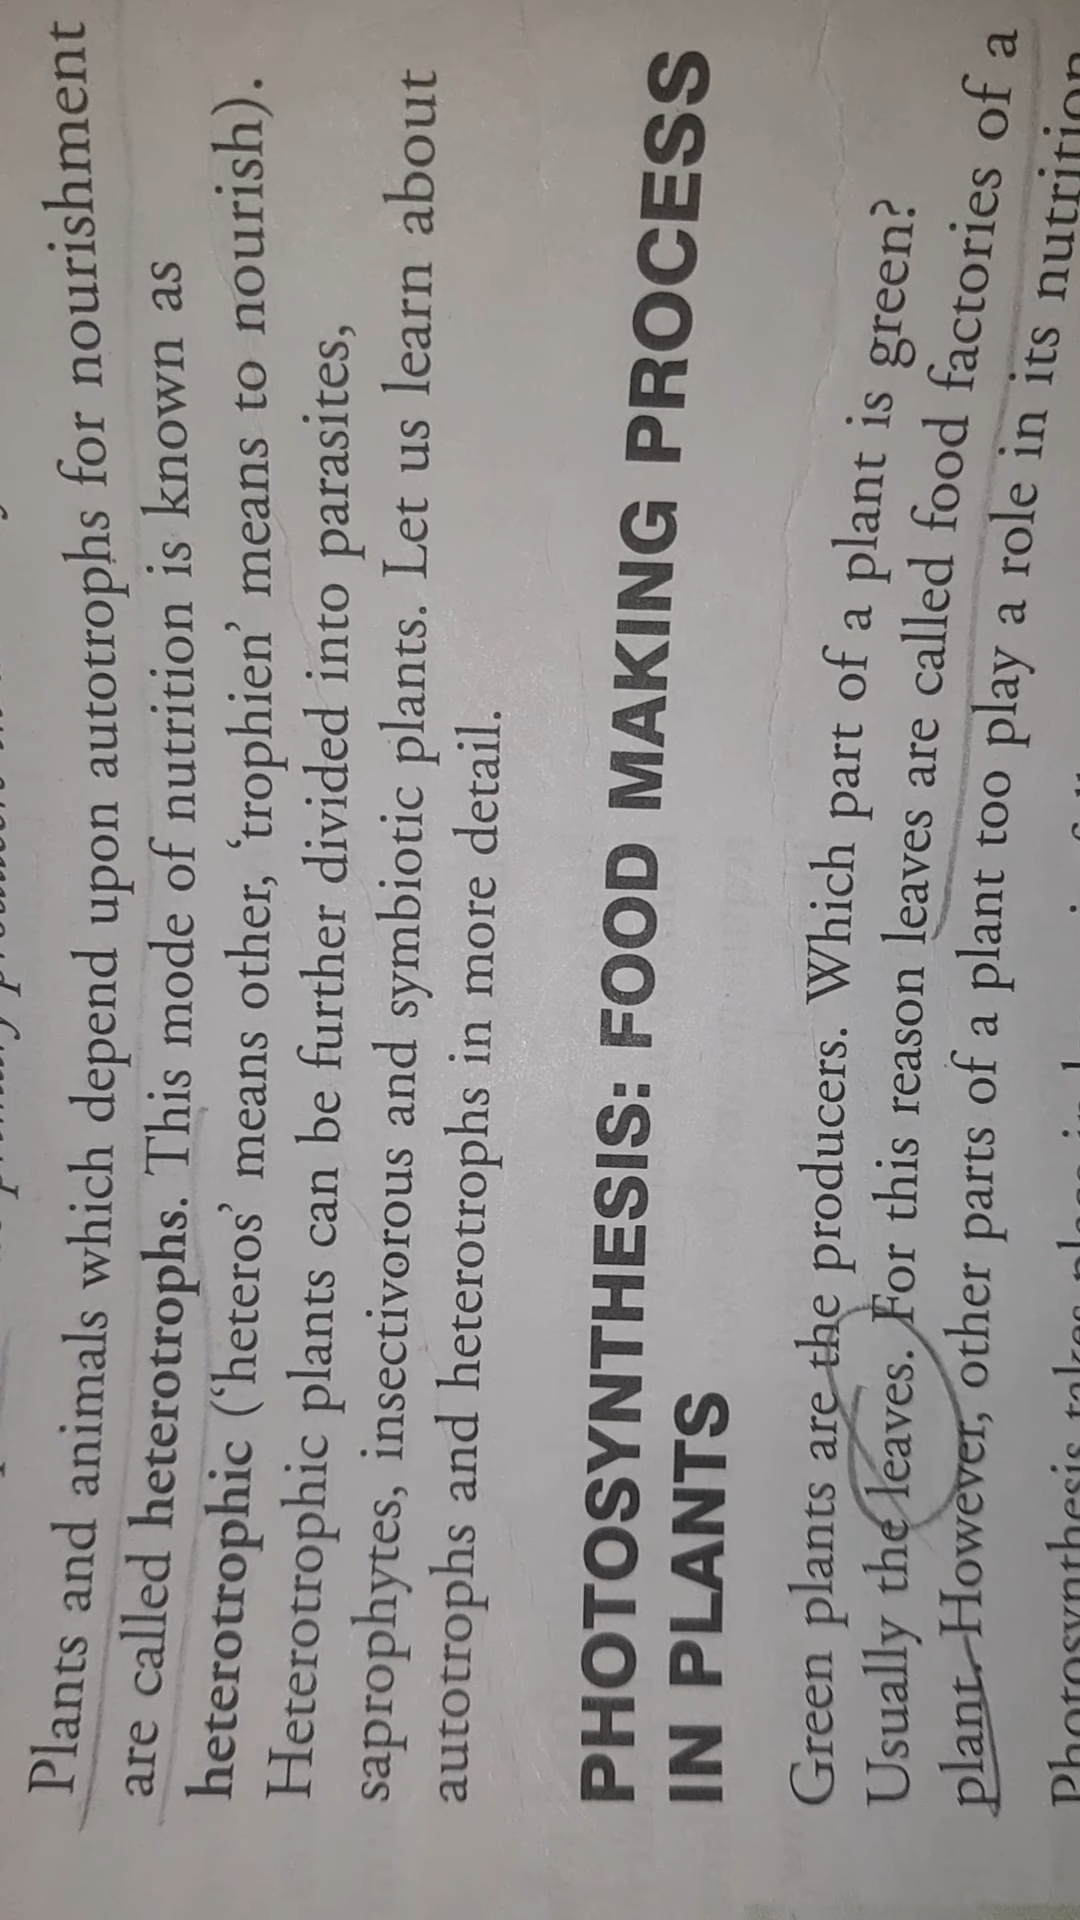 Plants and animals which depend upon autotrophs for nourishment
are called heterotrophs. This mode of nutrition is known as
heterotrophic (‘heteros’ means other, ‘trophien’ means to nourish).
Heterotrophic plants can be further divided into parasites,
saprophytes, insectivorous and symbiotic plants. Let us learn about
autotrophs and heterotrophs in more detail.
PHOTOSYNTHESIS: FOOD MAKING PROCESS
IN PLANTS
Green plants are the producers. Which part of a plant is green?
Usually the leaves. For this reason leaves are called food factories of a
plant. However, other parts of a plant too play a role in its nutrition
Photosynthesis takes place